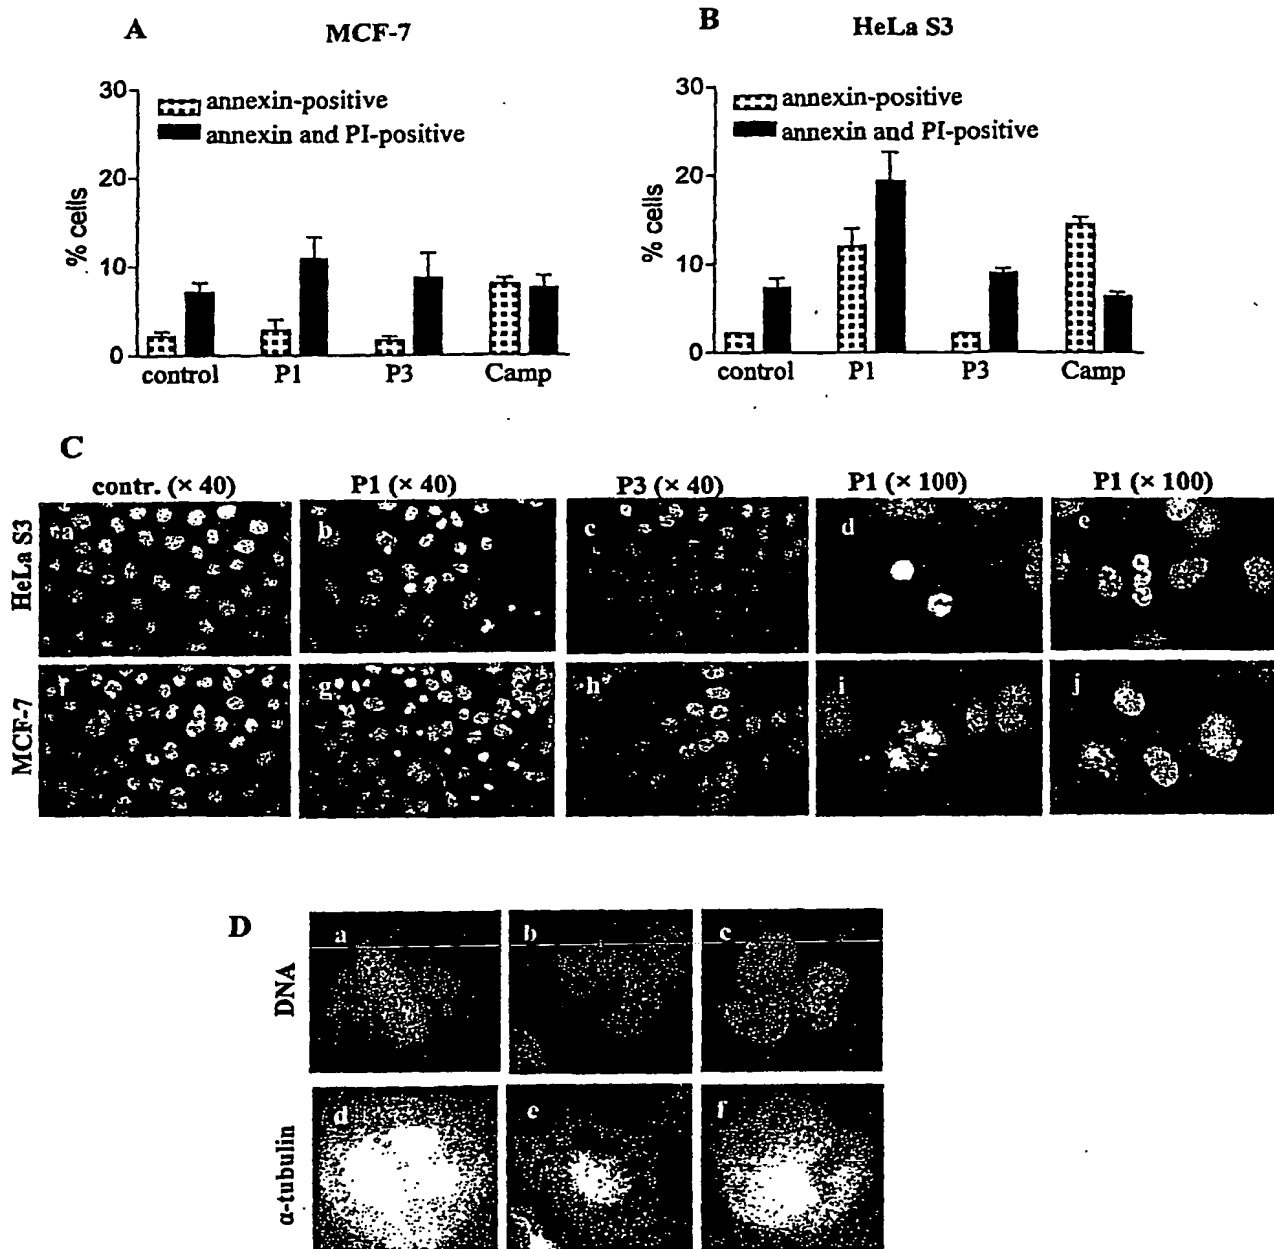 A MCF-7
30
annexin-positive
annexin and PI-positive
20
% cells
10
0
control P1 P3 Camp
B HeLa S3
30
annexin-positive
annexin and PI-positive
20
% cells
10
0
control P1 P3 Camp
C
contr. (× 40) P1 (× 40) P3 (× 40) P1 (× 100) P1 (× 100)
HeLa S3
a b c d e
MCF-7
f g h i j
D
DNA
a b c
α-tubulin
d e f